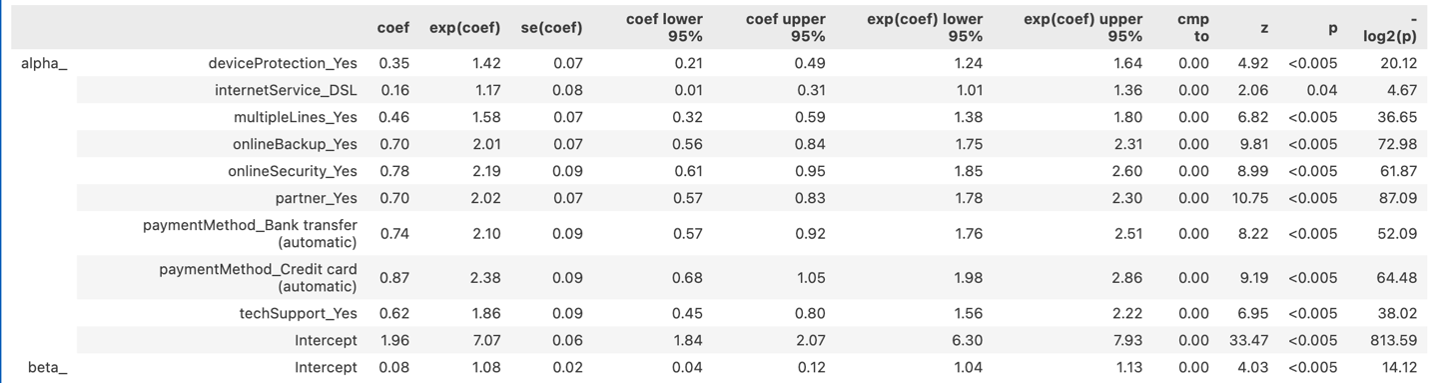 coef exp(coef) se(coef) coef lower 95% coef upper 95% exp(coef) lower 95% exp(coef) upper 95% cmp to z p -log2(p)
alpha_ deviceProtection_Yes 0.35 1.42 0.07 0.21 0.49 1.24 1.64 0.00 4.92 <0.005 20.12
internetService_DSL 0.16 1.17 0.08 0.01 0.31 1.01 1.36 0.00 2.06 0.04 4.67
multipleLines_Yes 0.46 1.58 0.07 0.32 0.59 1.38 1.80 0.00 6.82 <0.005 36.65
onlineBackup_Yes 0.70 2.01 0.07 0.56 0.84 1.75 2.31 0.00 9.81 <0.005 72.98
onlineSecurity_Yes 0.78 2.19 0.09 0.61 0.95 1.85 2.60 0.00 8.99 <0.005 61.87
partner_Yes 0.70 2.02 0.07 0.57 0.83 1.78 2.30 0.00 10.75 <0.005 87.09
paymentMethod_Bank transfer (automatic) 0.74 2.10 0.09 0.57 0.92 1.76 2.51 0.00 8.22 <0.005 52.09
paymentMethod_Credit card (automatic) 0.87 2.38 0.09 0.68 1.05 1.98 2.86 0.00 9.19 <0.005 64.48
techSupport_Yes 0.62 1.86 0.09 0.45 0.80 1.56 2.22 0.00 6.95 <0.005 38.02
Intercept 1.96 7.07 0.06 1.84 2.07 6.30 7.93 0.00 33.47 <0.005 813.59
beta_ Intercept 0.08 1.08 0.02 0.04 0.12 1.04 1.13 0.00 4.03 <0.005 14.12